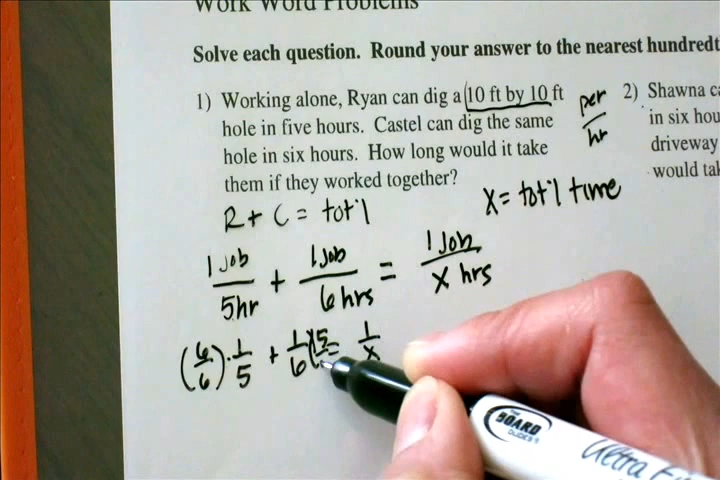 Work Word Problems
Solve each question. Round your answer to the nearest hundredt
1) Working alone, Ryan can dig a 10 ft by 10 ft
hole in five hours. Castel can dig the same
hole in six hours. How long would it take
them if they worked together?
per
hr
2) Shawna ca
in six hou
driveway
would tak
R + C = tot'l
X = tot'l time
1 Job/5hr + 1 Job/6 hrs = 1 Job/X hrs
(6/6) · 1/5 + 1/6 (5 = 1/x
THE
BOARD
DUDES
Ultra